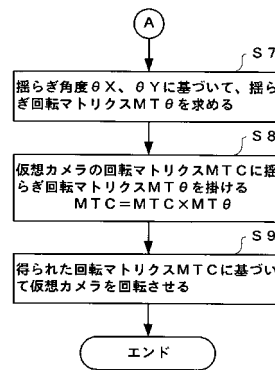 A
S7
揺らぎ角度θX、θYに基づいて、揺ら
ぎ回転マトリクスMTθを求める
S8
仮想カメラの回転マトリクスMTCに揺
らぎ回転マトリクスMTθを掛ける
MTC=MTC×MTθ
S9
得られた回転マトリクスMTCに基づい
て仮想カメラを回転させる
エンド